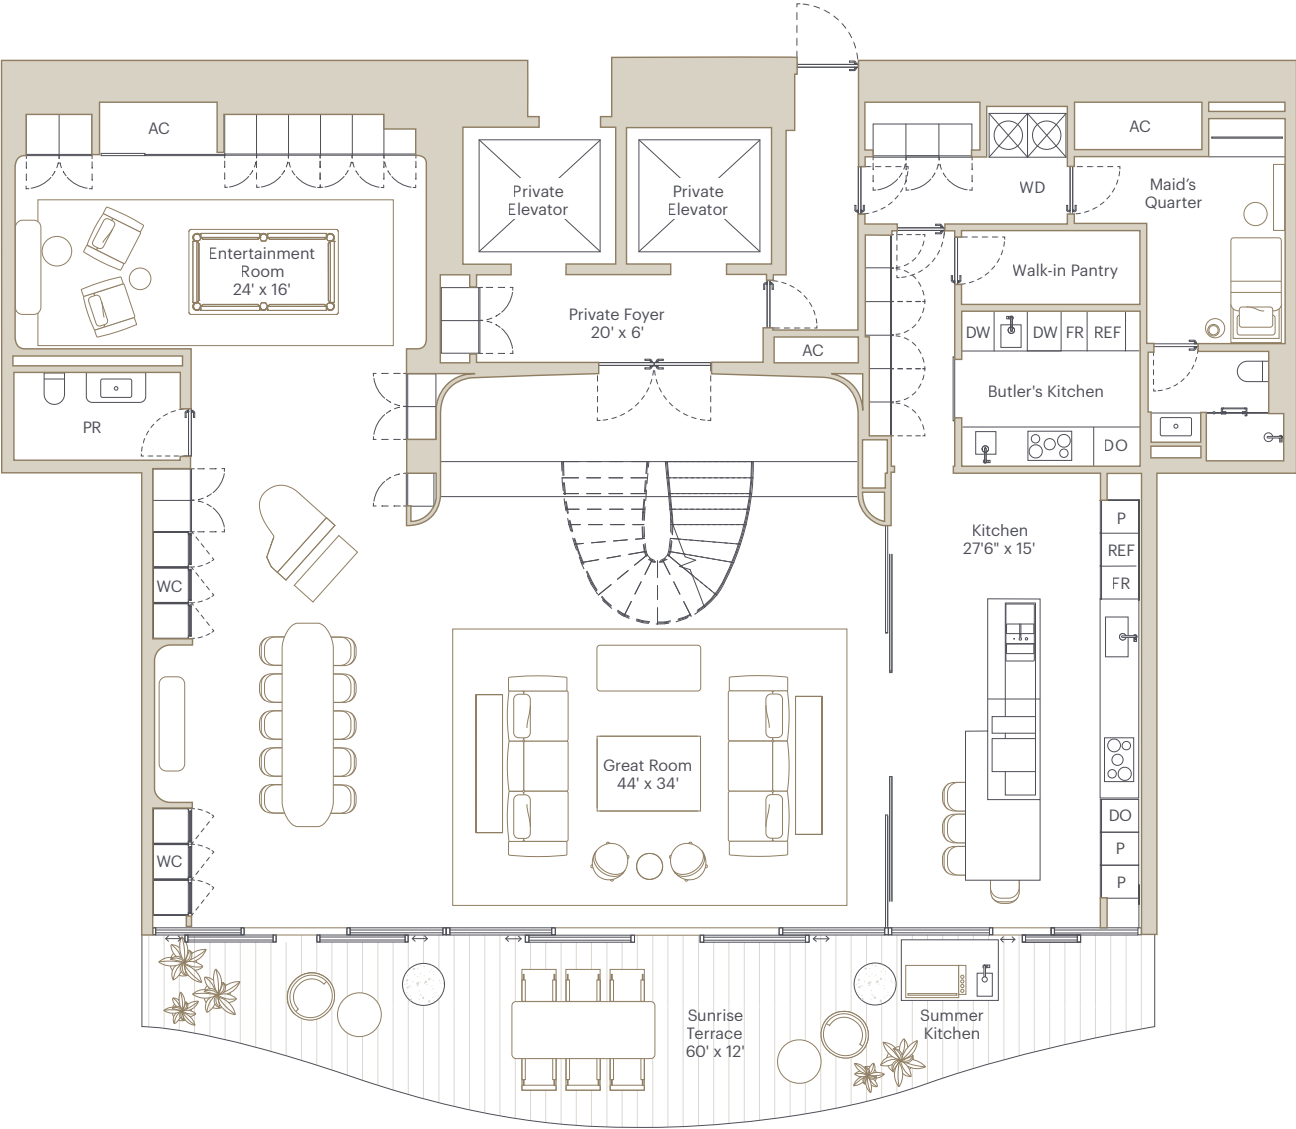 AC
AC
Private
Elevator
Private
Elevator
WD
Maid's
Quarter
Entertainment
Room
24' x 16'
Walk-in Pantry
Private Foyer
20' x 6'
DW
DW
FR
REF
AC
Butler's Kitchen
PR
DO
P
Kitchen
27'6" x 15'
REF
FR
WC
Great Room
44' x 34'
DO
P
WC
P
Sunrise
Terrace
60' x 12'
Summer
Kitchen